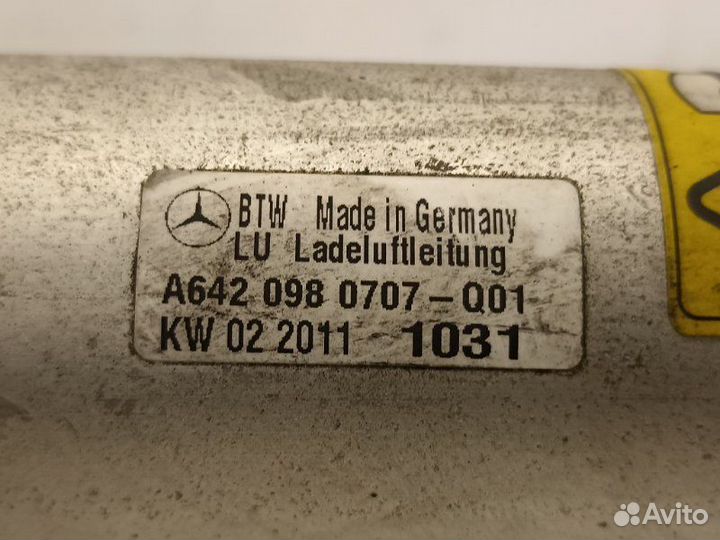 BTW Made in Germany
LU Ladeluftleitung
A642 098 0707-Q01
KW 02 2011 - 1031
Avito